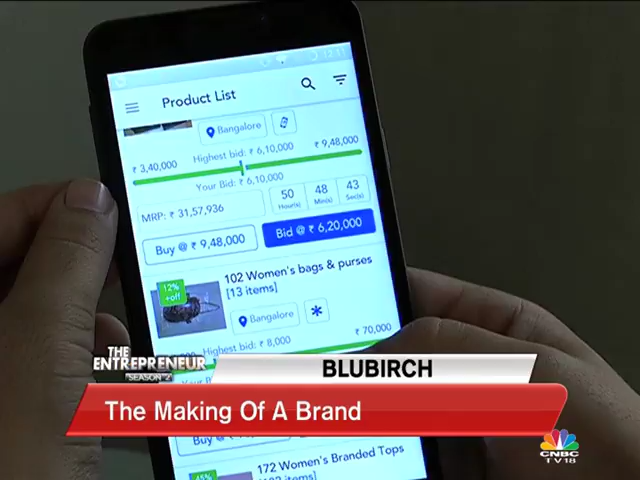 12:11
Product List
Bangalore
Highest bid: ₹ 6,10,000
₹ 3,40,000
₹ 9,48,000
Your Bid: ₹ 6,10,000
MRP: ₹ 31,57,936
50 48 43
Hour(s) Min(s) Sec(s)
Buy @ ₹ 9,48,000
Bid @ ₹ 6,20,000
12%
+off
102 Women's bags & purses
[13 items]
Bangalore
Highest bid: ₹ 8,000
₹ 70,000
THE
ENTREPRENEUR
SEASON 2
BLUBIRCH
The Making Of A Brand
Buy @ ₹
45%
172 Women's Branded Tops
CNBC
TV18